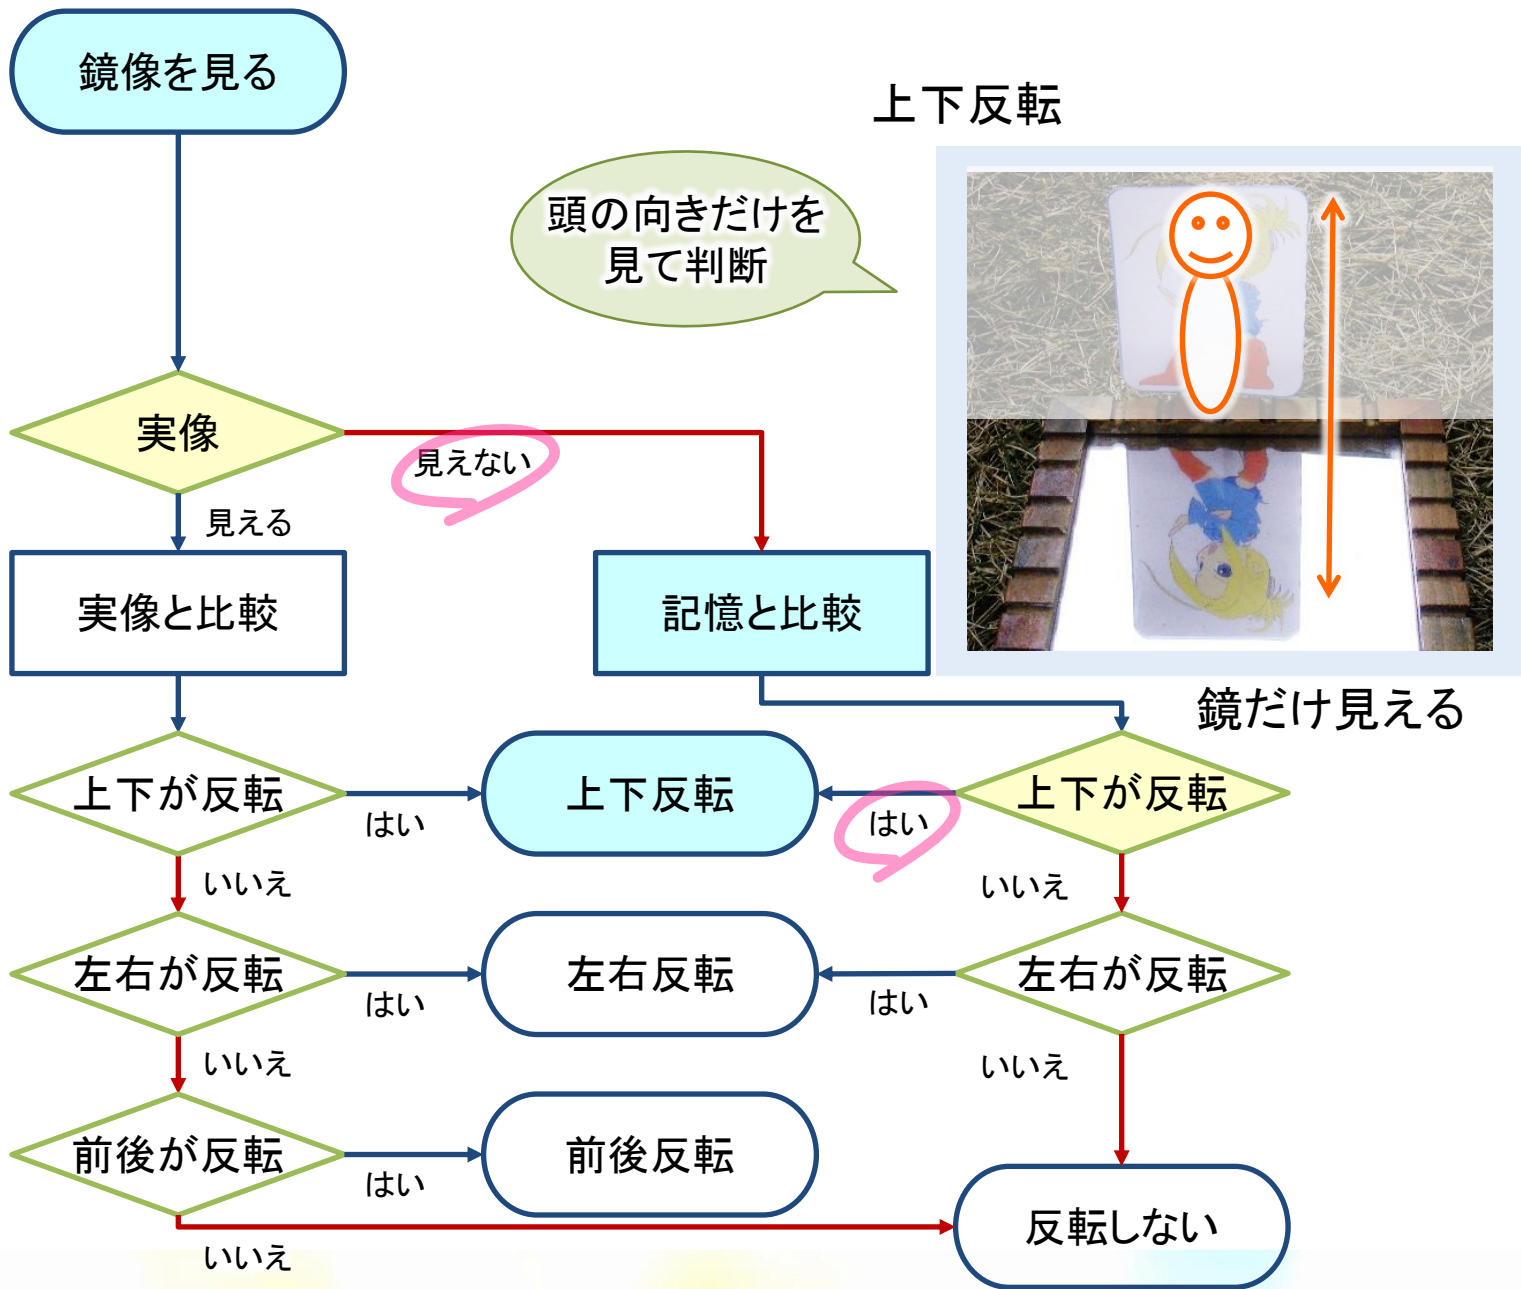 鏡像を見る
上下反転
頭の向きだけを
見て判断
実像
見えない
見える
実像と比較
記憶と比較
鏡だけ見える
上下が反転
はい
上下反転
はい
上下が反転
いいえ
いいえ
左右が反転
はい
左右反転
はい
左右が反転
いいえ
いいえ
前後が反転
はい
前後反転
反転しない
いいえ